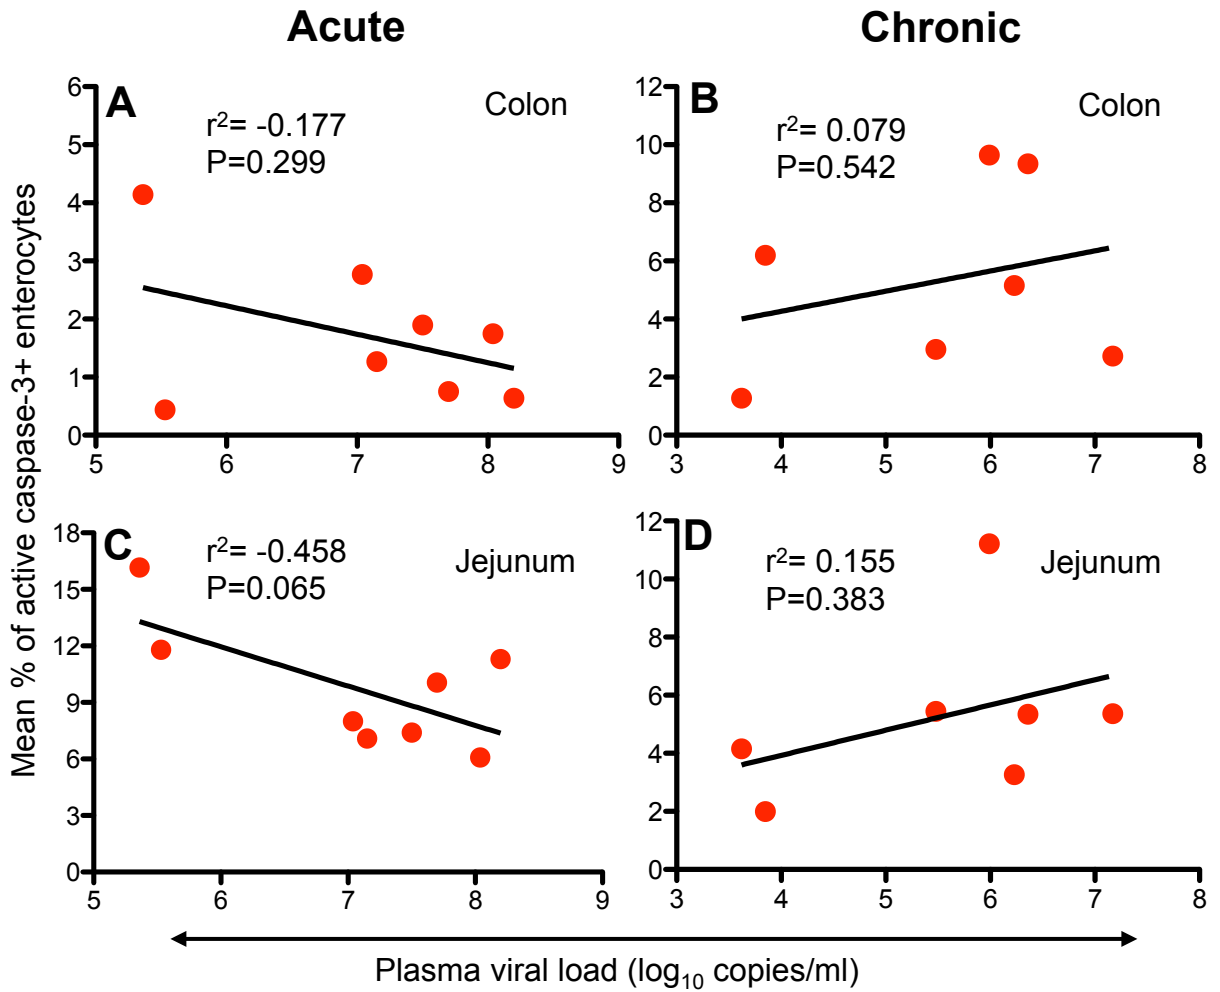 Acute
Chronic
Mean % of active caspase-3+ enterocytes
A
Colon
r²= -0.177
P=0.299
6
5
4
3
2
1
0
5
6
7
8
9
B
Colon
r²= 0.079
P=0.542
12
10
8
6
4
2
0
3
4
5
6
7
8
C
Jejunum
r²= -0.458
P=0.065
18
15
12
9
6
3
0
5
6
7
8
9
D
Jejunum
r²= 0.155
P=0.383
12
10
8
6
4
2
0
3
4
5
6
7
8
Plasma viral load (log₁₀ copies/ml)